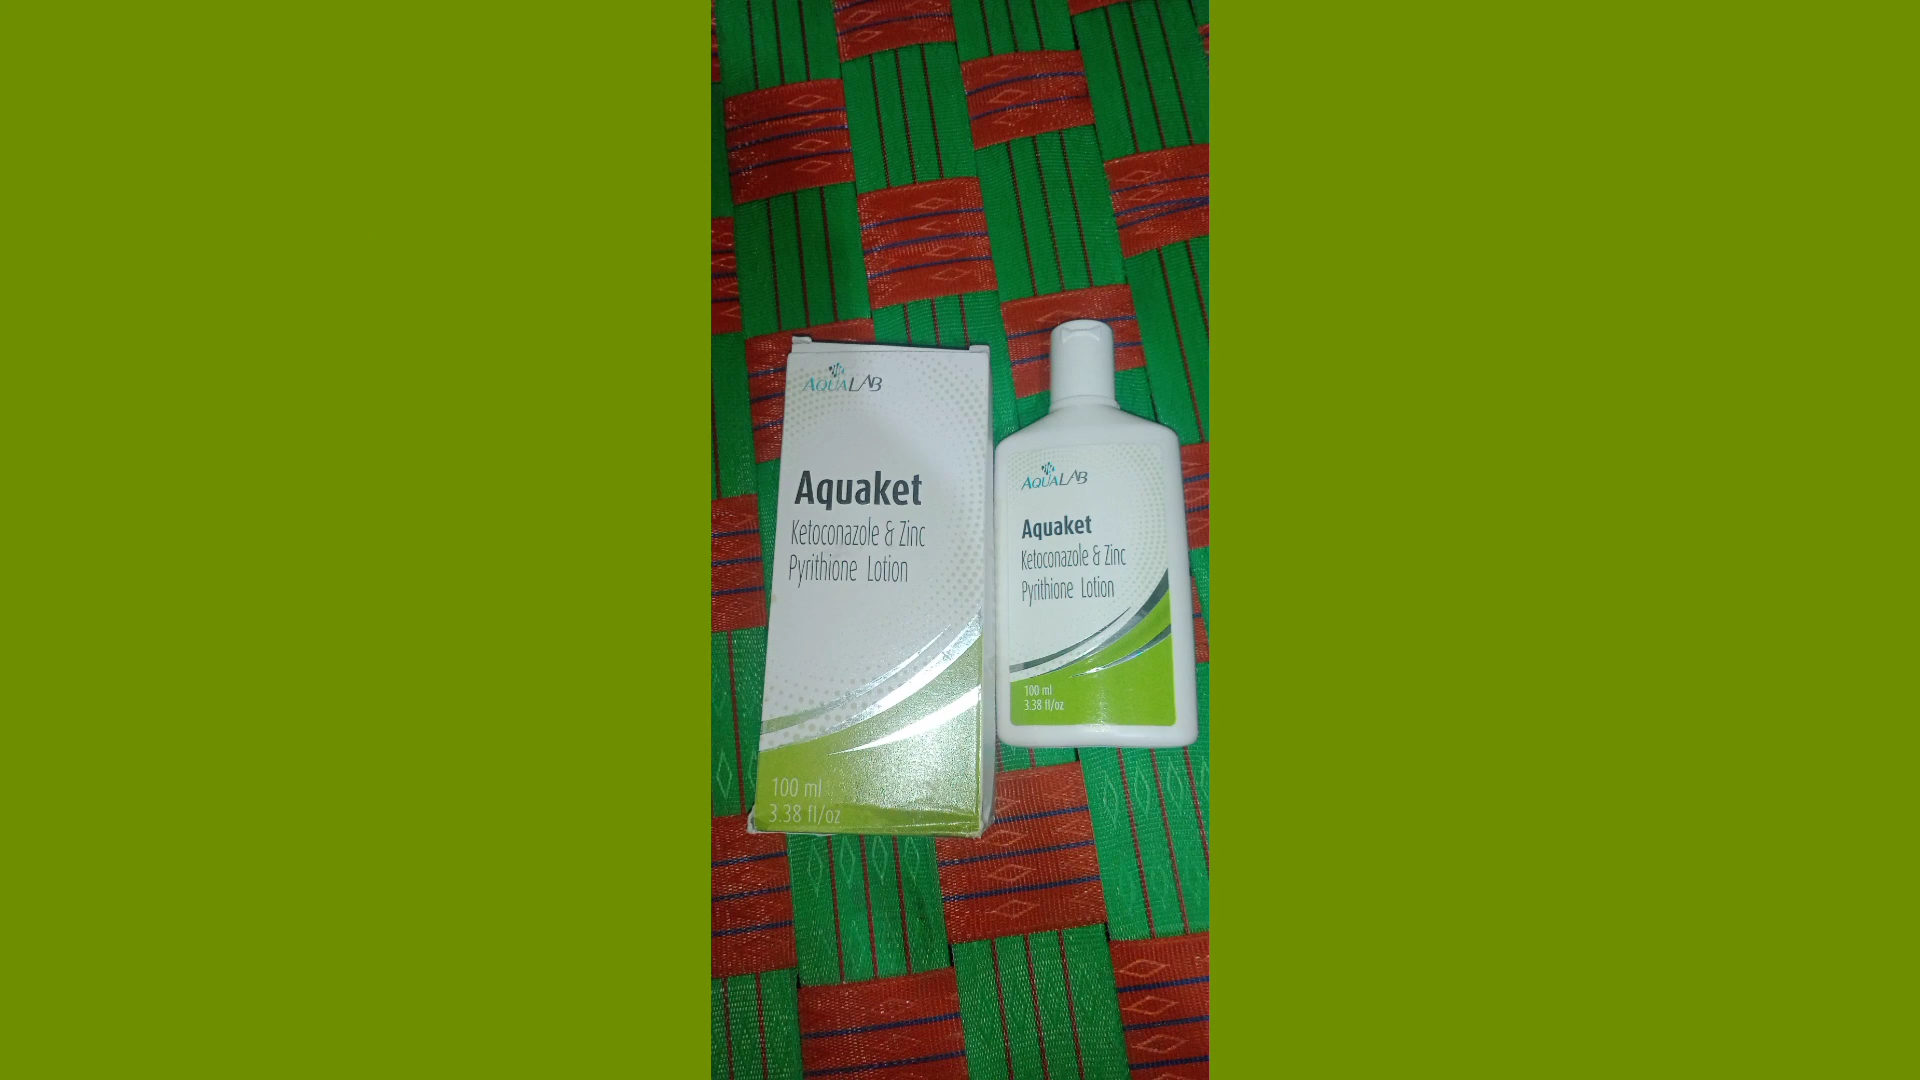 AQUALAB
Aquaket
Ketoconazole & Zinc
Pyrithione Lotion
100 ml
3.38 fl/oz
AQUALAB
Aquaket
Ketoconazole & Zinc
Pyrithione Lotion
100 ml
3.38 fl/oz